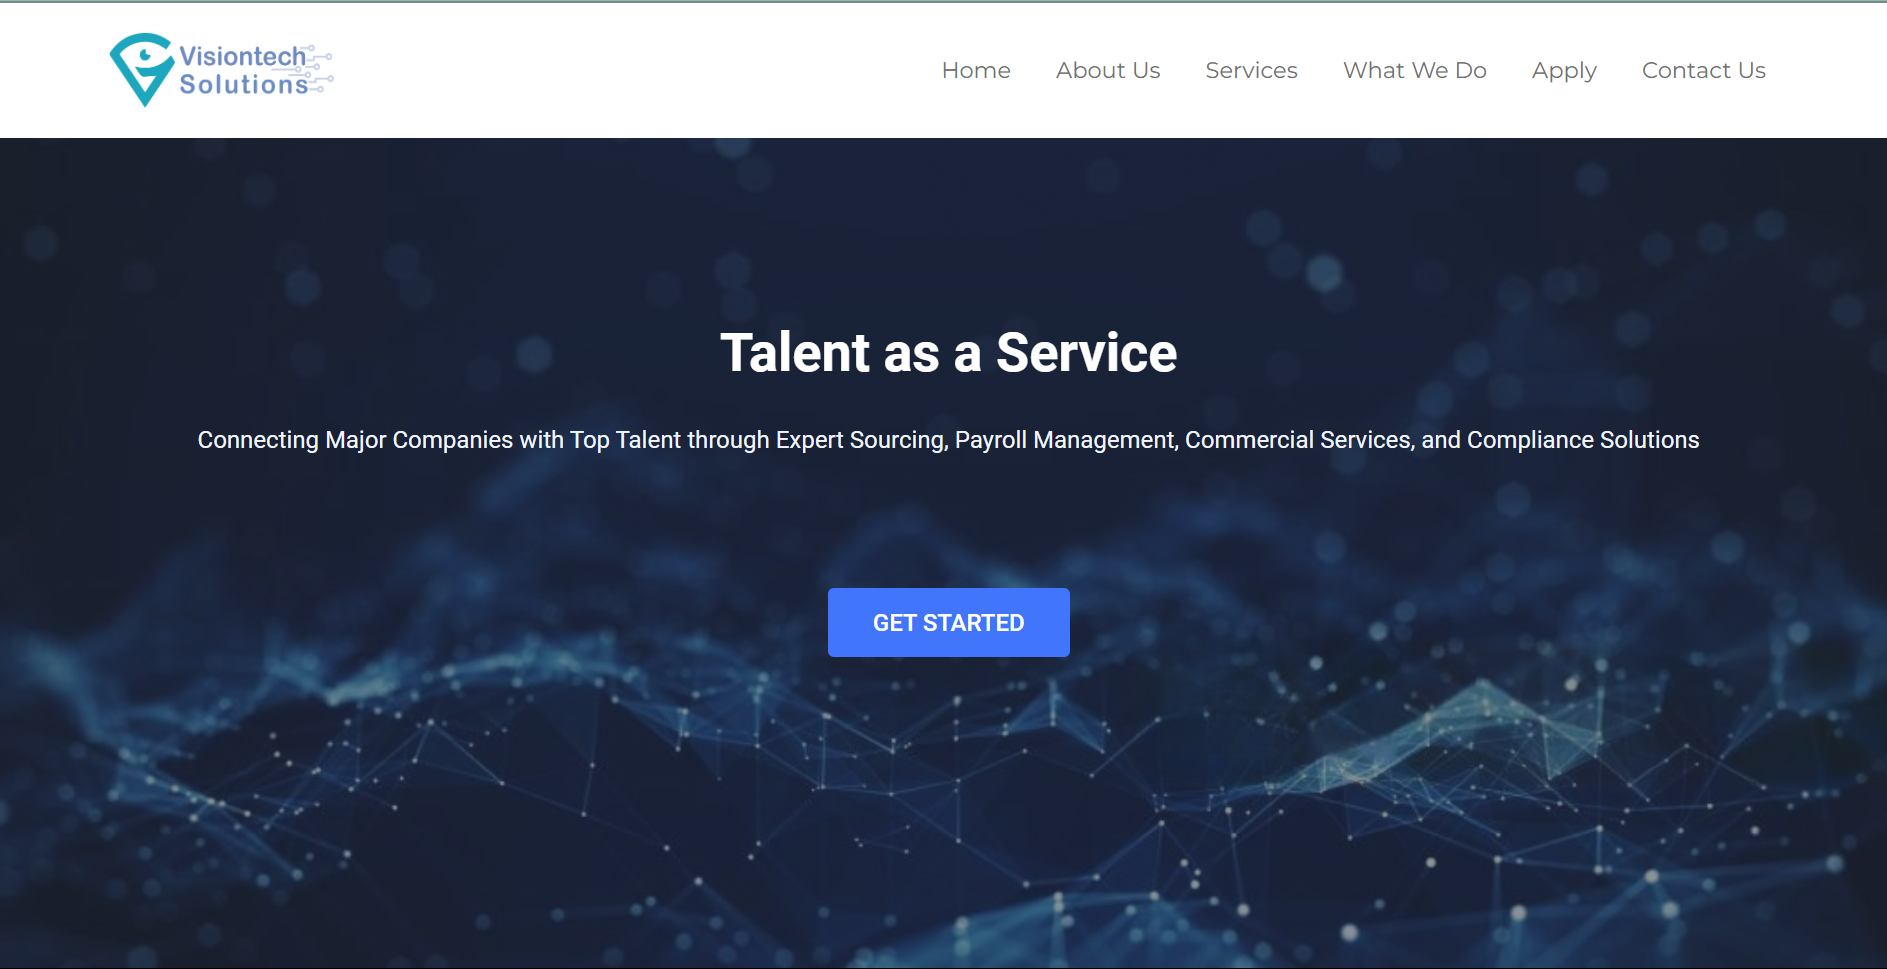 Visiontech
Solutions
Home About Us Services What We Do Apply Contact Us
Talent as a Service
Connecting Major Companies with Top Talent through Expert Sourcing, Payroll Management, Commercial Services, and Compliance Solutions
GET STARTED